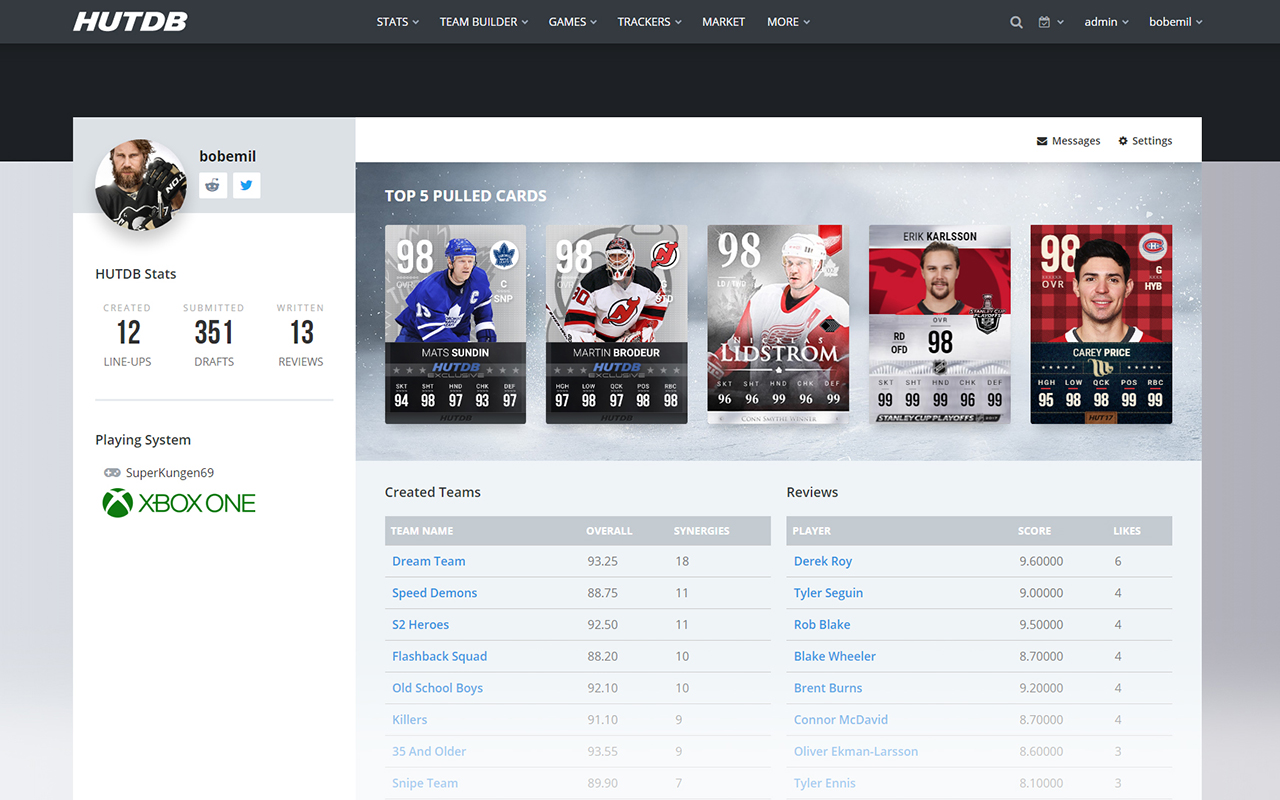 HUTDB STATS TEAM BUILDER GAMES TRACKERS MARKET MORE admin bobemil
bobemil
Messages Settings
HUTDB Stats
CREATED SUBMITTED WRITTEN
12 351 13
LINE-UPS DRAFTS REVIEWS
Playing System
SuperKungen69
XBOX ONE
TOP 5 PULLED CARDS
98
OVR
C
SNP
MATS SUNDIN
HUTDB
EXCLUSIVE
SKT SHT HND CHK DEF
94 98 97 93 97
HUTDB
98
OVR
G
STD
MARTIN BRODEUR
HUTDB
EXCLUSIVE
HGH LOW QCK POS RBC
97 98 97 98 98
HUTDB
98
LD / TWD
NICKLAS
LIDSTROM
SKT SHT HND CHK DEF
96 96 99 96 99
CONN SMYTHE WINNER
ERIK KARLSSON
STANLEY CUP
PLAYOFFS
OVR
RD
OFD
98
SKT SHT HND CHK DEF
99 99 99 96 99
STANLEY CUP PLAYOFFS
98
OVR
G
HYB
CAREY PRICE
HGH LOW QCK POS RBC
95 98 98 99 99
HUT 17
Created Teams
TEAM NAME OVERALL SYNERGIES
Dream Team 93.25 18
Speed Demons 88.75 11
S2 Heroes 92.50 11
Flashback Squad 88.20 10
Old School Boys 92.10 10
Killers 91.10 9
35 And Older 93.55 9
Snipe Team 89.90 7
Reviews
PLAYER SCORE LIKES
Derek Roy 9.60000 6
Tyler Seguin 9.00000 4
Rob Blake 9.50000 4
Blake Wheeler 8.70000 4
Brent Burns 9.20000 4
Connor McDavid 8.70000 4
Oliver Ekman-Larsson 8.60000 3
Tyler Ennis 8.10000 3